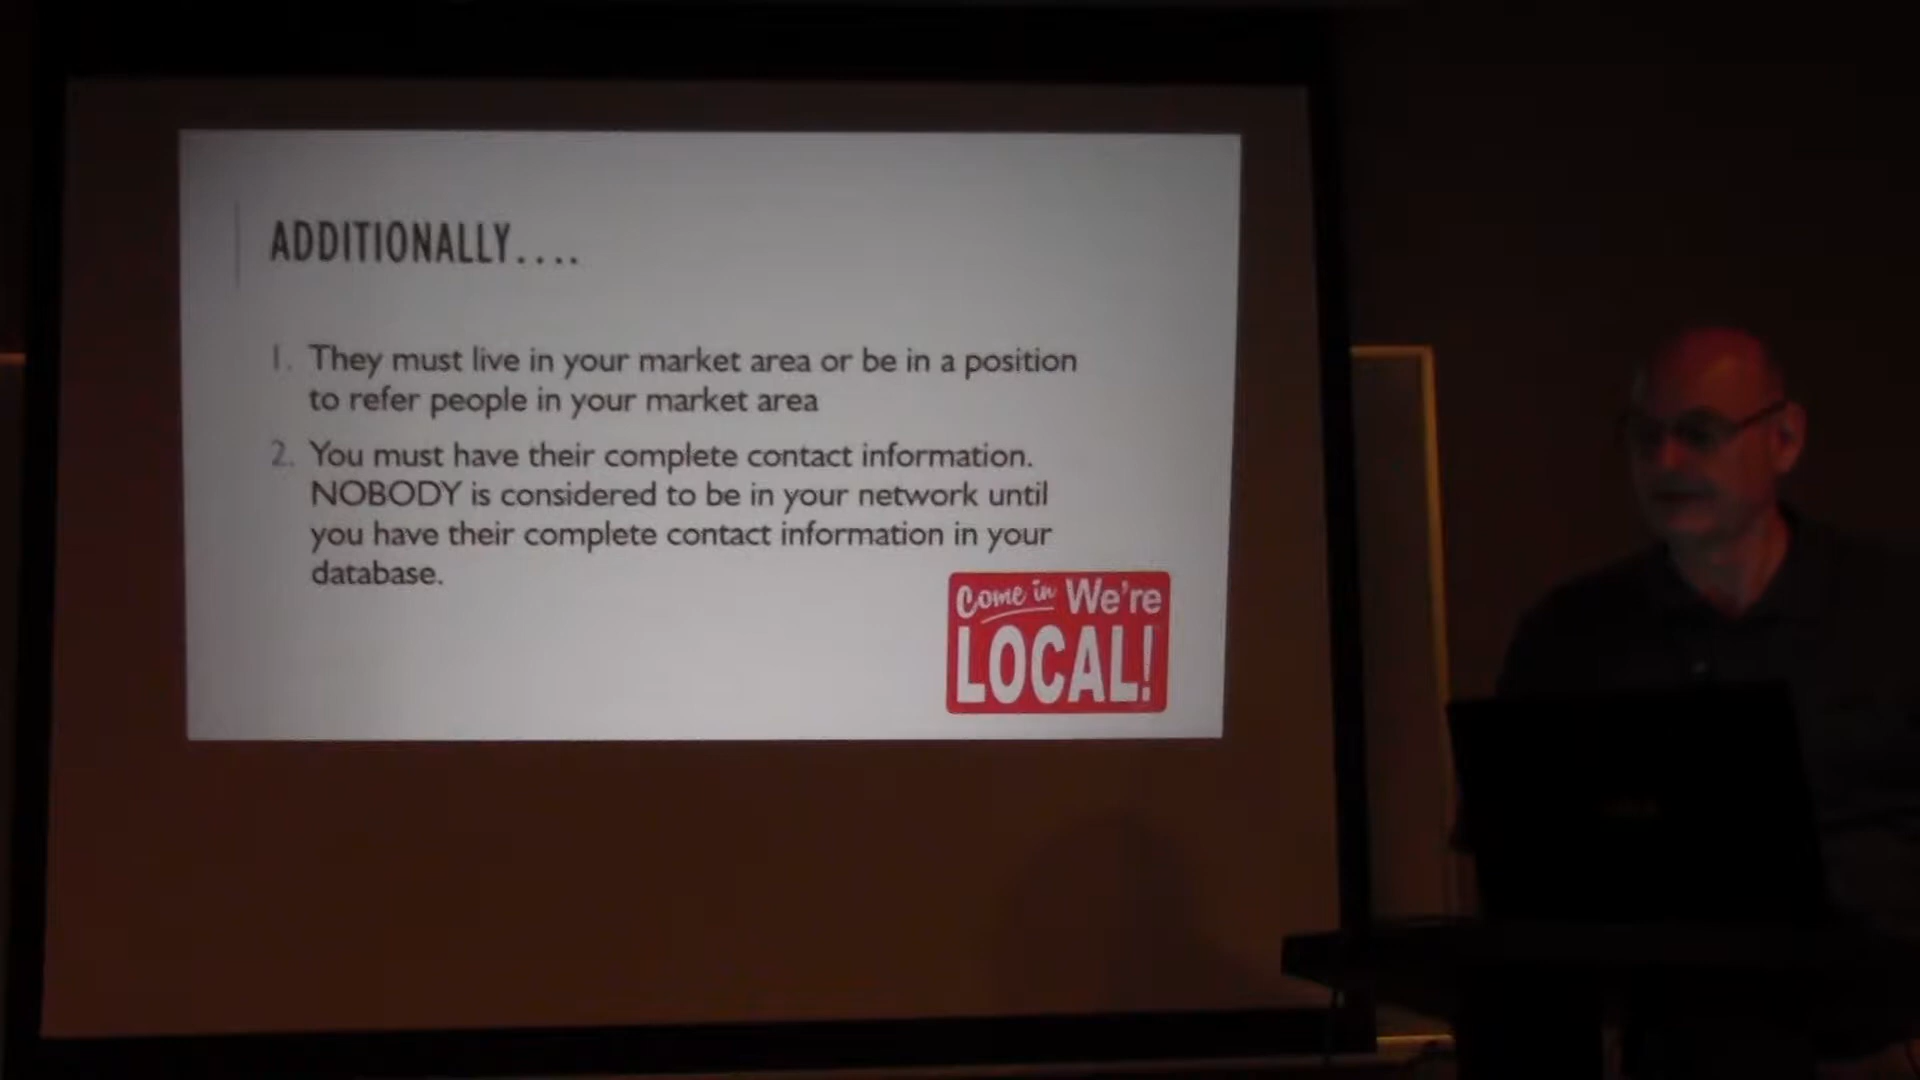 ADDITIONALLY....
1. They must live in your market area or be in a position
to refer people in your market area
2. You must have their complete contact information.
NOBODY is considered to be in your network until
you have their complete contact information in your
database.
Come in We're
LOCAL!